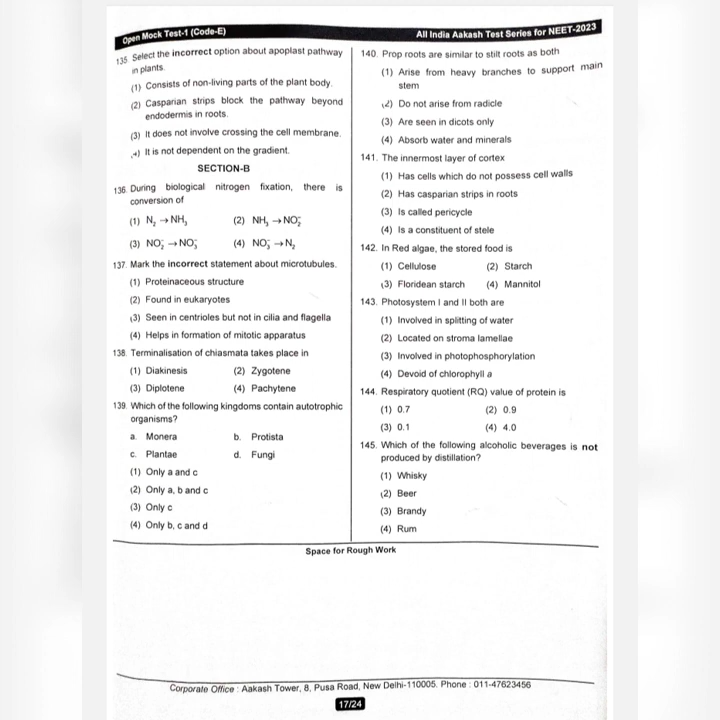 Open Mock Test-1 (Code-E)
All India Aakash Test Series for NEET-2023
135. Select the incorrect option about apoplast pathway
in plants.
(1) Consists of non-living parts of the plant body.
(2) Casparian strips block the pathway beyond
endodermis in roots.
(3) It does not involve crossing the cell membrane.
(4) It is not dependent on the gradient.
SECTION-B
136. During biological nitrogen fixation, there is
conversion of
(1) N₂ → NH₃ (2) NH₃ → NO₂⁻
(3) NO₂⁻ → NO₃⁻ (4) NO₃⁻ → N₂
137. Mark the incorrect statement about microtubules.
(1) Proteinaceous structure
(2) Found in eukaryotes
(3) Seen in centrioles but not in cilia and flagella
(4) Helps in formation of mitotic apparatus
138. Terminalisation of chiasmata takes place in
(1) Diakinesis (2) Zygotene
(3) Diplotene (4) Pachytene
139. Which of the following kingdoms contain autotrophic
organisms?
a. Monera b. Protista
c. Plantae d. Fungi
(1) Only a and c
(2) Only a, b and c
(3) Only c
(4) Only b, c and d
140. Prop roots are similar to stilt roots as both
(1) Arise from heavy branches to support main
stem
(2) Do not arise from radicle
(3) Are seen in dicots only
(4) Absorb water and minerals
141. The innermost layer of cortex
(1) Has cells which do not possess cell walls
(2) Has casparian strips in roots
(3) Is called pericycle
(4) Is a constituent of stele
142. In Red algae, the stored food is
(1) Cellulose (2) Starch
(3) Floridean starch (4) Mannitol
143. Photosystem I and II both are
(1) Involved in splitting of water
(2) Located on stroma lamellae
(3) Involved in photophosphorylation
(4) Devoid of chlorophyll a
144. Respiratory quotient (RQ) value of protein is
(1) 0.7 (2) 0.9
(3) 0.1 (4) 4.0
145. Which of the following alcoholic beverages is not
produced by distillation?
(1) Whisky
(2) Beer
(3) Brandy
(4) Rum
Space for Rough Work
Corporate Office : Aakash Tower, 8, Pusa Road, New Delhi-110005. Phone : 011-47623456
17/24